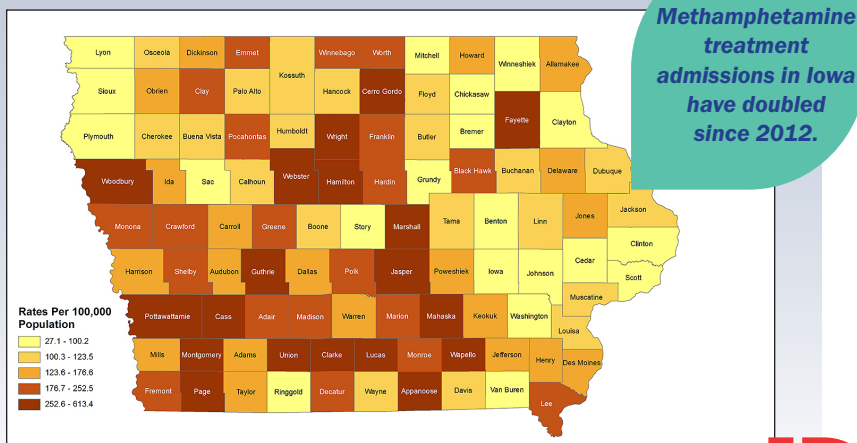 Methamphetamine
treatment
admissions in Iowa
have doubled
since 2012.
Lyon Osceola Dickinson Emmet Winnebago Worth Mitchell Howard Winneshiek Allamakee
Kossuth
Sioux Obrien Clay Palo Alto Hancock Cerro Gordo Floyd Chickasaw
Fayette Clayton
Plymouth Cherokee Buena Vista Pocahontas Humboldt Wright Franklin Butler Bremer
Woodbury Ida Sac Calhoun Webster Hamilton Hardin Grundy Black Hawk Buchanan Delaware Dubuque
Monona Crawford Carroll Greene Boone Story Marshall Tama Benton Linn Jones Jackson
Clinton
Harrison Shelby Audubon Guthrie Dallas Polk Jasper Poweshiek Iowa Johnson Cedar Scott
Muscatine
Pottawattamie Cass Adair Madison Warren Marion Mahaska Keokuk Washington
Louisa
Mills Montgomery Adams Union Clarke Lucas Monroe Wapello Jefferson Henry Des Moines
Fremont Page Taylor Ringgold Decatur Wayne Appanoose Davis Van Buren Lee
Rates Per 100,000
Population
27.1 - 100.2
100.3 - 123.5
123.6 - 176.6
176.7 - 252.5
252.6 - 613.4